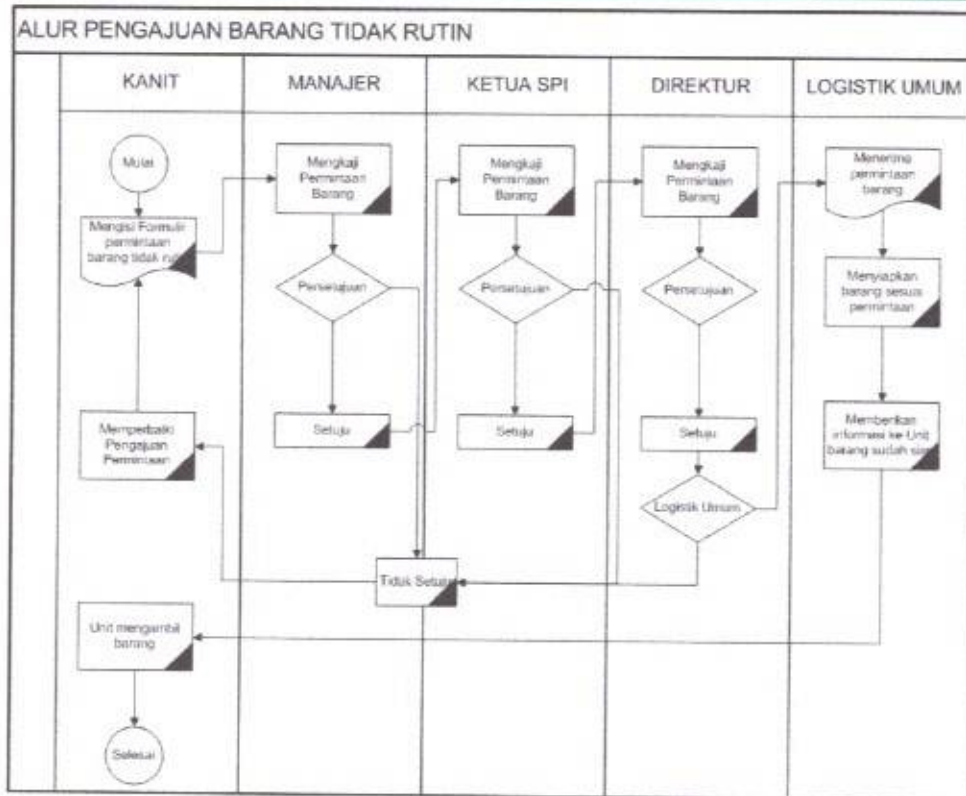 ALUR PENGAJUAN BARANG TIDAK RUTIN
KANIT
MANAJER
KETUA SPI
DIREKTUR
LOGISTIK UMUM
Mulai
Mengisi Formulir
permintaan
barang tidak
Mengkaji
Permintaan
Barang
Mengkaji
Permintaan
Barang
Mengkaji
Permintaan
Barang
Menerima
permintaan
barang
Persetujuan
Persetujuan
Persetujuan
Menyiapkan
barang sesuai
permintaan
Memperbaiki
Pengajuan
Permintaan
Setuju
Setuju
Setuju
Memberikan
informasi ke Unit
barang sudah
Logistik Umum
Tidak Setuju
Unit mengambil
barang
Selesai